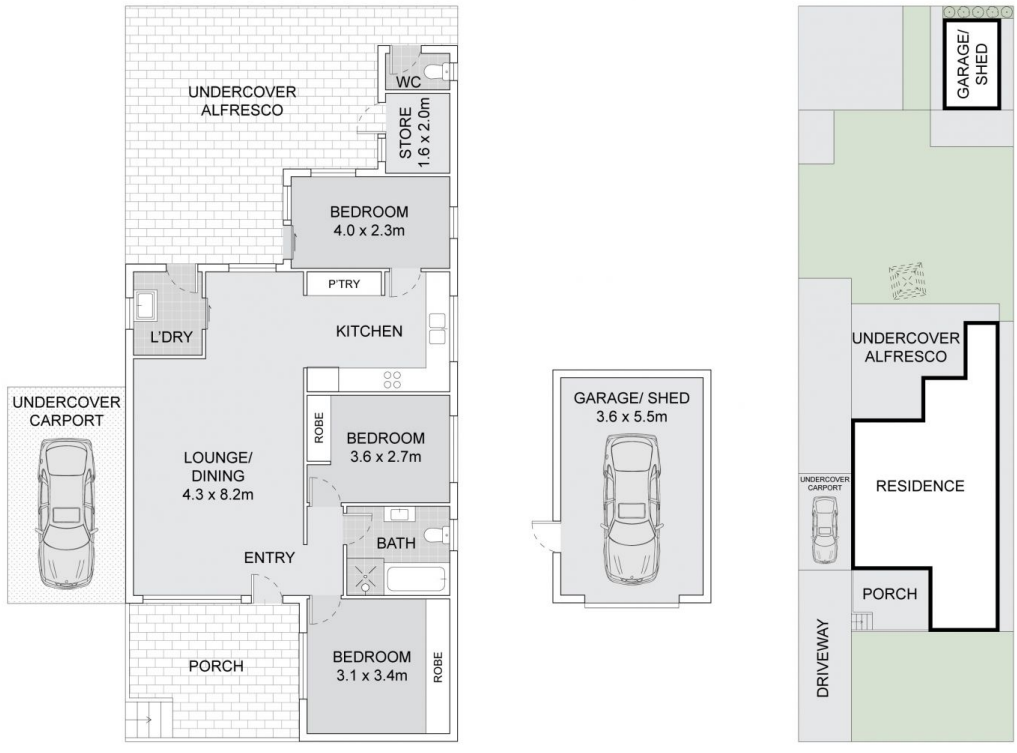 WC
UNDERCOVER
ALFRESCO
STORE
1.6 x 2.0m
BEDROOM
4.0 x 2.3m
P'TRY
L'DRY
KITCHEN
UNDERCOVER
CARPORT
ROBE
BEDROOM
3.6 x 2.7m
LOUNGE/
DINING
4.3 x 8.2m
BATH
ENTRY
PORCH
BEDROOM
3.1 x 3.4m
ROBE
GARAGE/ SHED
3.6 x 5.5m
GARAGE/
SHED
UNDERCOVER
ALFRESCO
UNDERCOVER
CARPORT
RESIDENCE
PORCH
DRIVEWAY